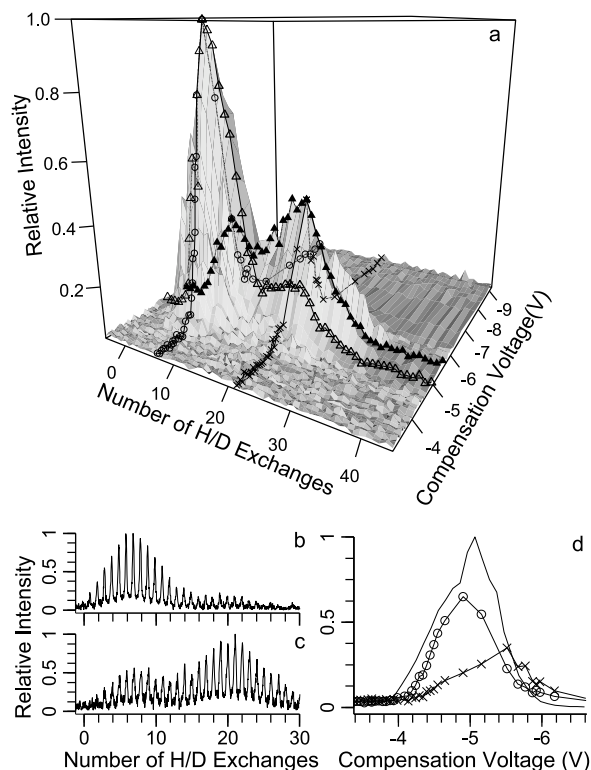 a
1.0
0.8
0.6
0.4
0.2
Relative Intensity
0
10
20
30
40
Number of H/D Exchanges
-9
-8
-7
-6
-5
-4
Compensation Voltage(V)
b
1
0.5
0
c
1
0.5
0
Relative Intensity
0 10 20 30
Number of H/D Exchanges
d
1
0.5
0
-4 -5 -6
Compensation Voltage (V)